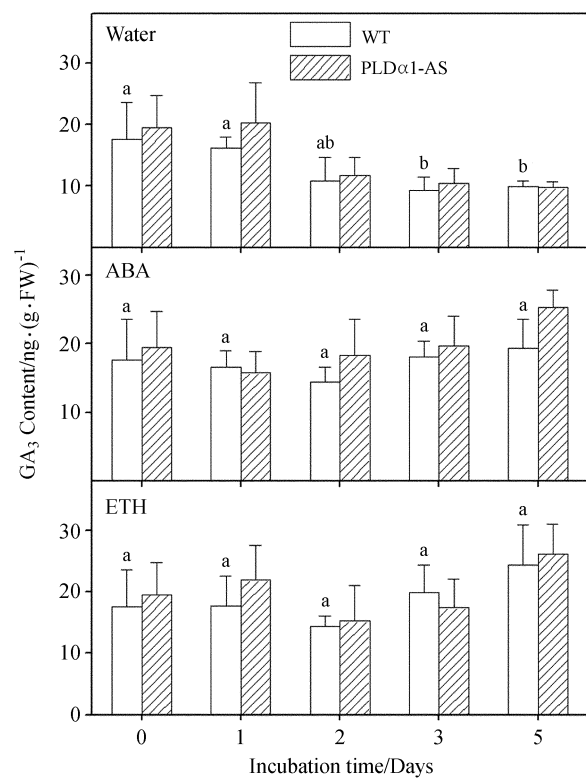 Water
WT
PLDα1-AS
30
20
10
a
a
ab
b
b
ABA
30
20
10
a
a
a
a
a
ETH
30
20
10
0
a
a
a
a
a
0 1 2 3 5
Incubation time/Days
GA₃ Content/ng·(g·FW)⁻¹